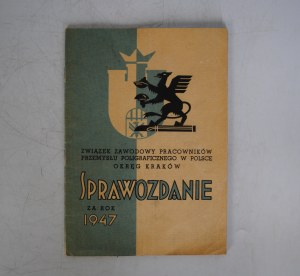 ZWIĄZEK ZAWODOWY PRACOWNIKÓW
PRZEMYSŁU POLIGRAFICZNEGO W POLSCE
OKRĘG KRAKÓW
SPRAWOZDANIE
ZA ROK
1947